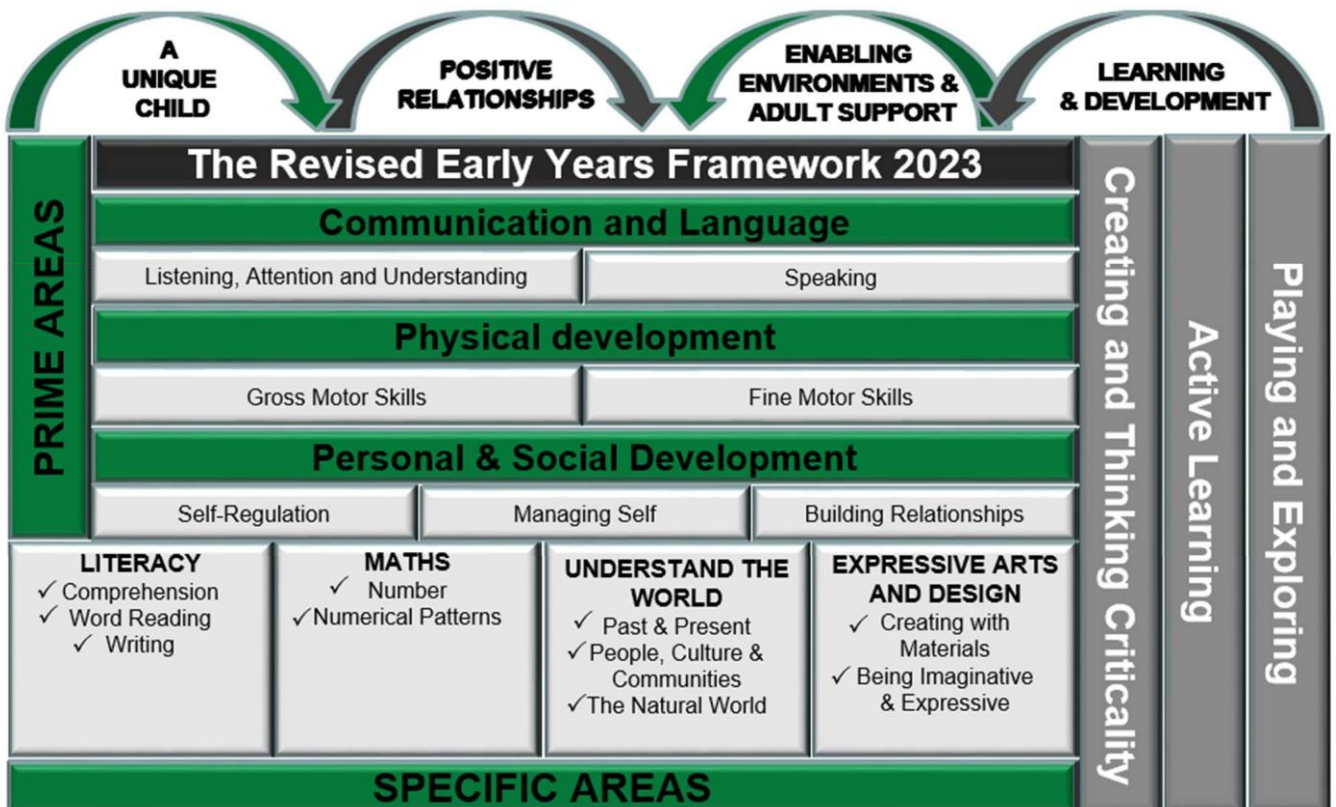 A
UNIQUE
CHILD
POSITIVE
RELATIONSHIPS
ENABLING
ENVIRONMENTS &
ADULT SUPPORT
LEARNING
& DEVELOPMENT
PRIME AREAS
The Revised Early Years Framework 2023
Communication and Language
Listening, Attention and Understanding
Speaking
Physical development
Gross Motor Skills
Fine Motor Skills
Personal & Social Development
Self-Regulation
Managing Self
Building Relationships
LITERACY
✓ Comprehension
✓ Word Reading
✓ Writing
MATHS
✓ Number
✓ Numerical Patterns
UNDERSTAND THE
WORLD
✓ Past & Present
✓ People, Culture &
Communities
✓ The Natural World
EXPRESSIVE ARTS
AND DESIGN
✓ Creating with
Materials
✓ Being Imaginative
& Expressive
SPECIFIC AREAS
Creating and Thinking Criticality
Active Learning
Playing and Exploring